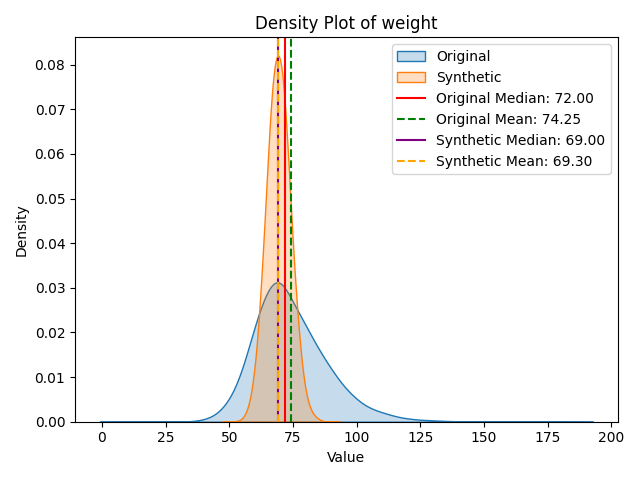 Density Plot of weight
Original
Synthetic
Original Median: 72.00
Original Mean: 74.25
Synthetic Median: 69.00
Synthetic Mean: 69.30
Density
0.08
0.07
0.06
0.05
0.04
0.03
0.02
0.01
0.00
0 25 50 75 100 125 150 175 200
Value